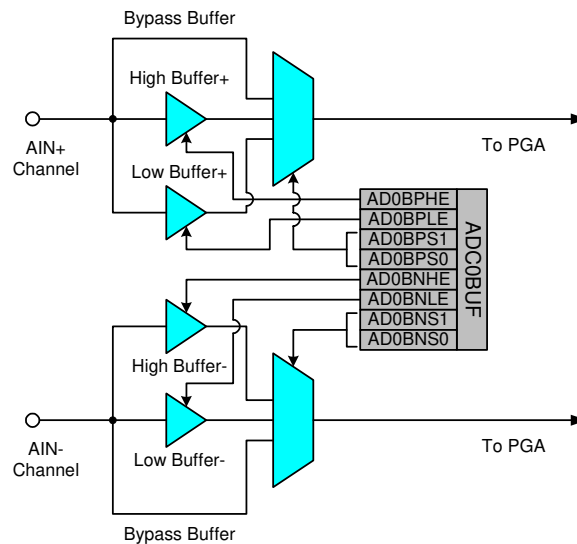 Bypass Buffer
High Buffer+
AIN+
Channel
To PGA
Low Buffer+
AD0BPHE
AD0BPLE
AD0BPS1
AD0BPS0
AD0BNHE
AD0BNLE
AD0BNS1
AD0BNS0
ADC0BUF
High Buffer-
AIN-
Channel
To PGA
Low Buffer-
Bypass Buffer